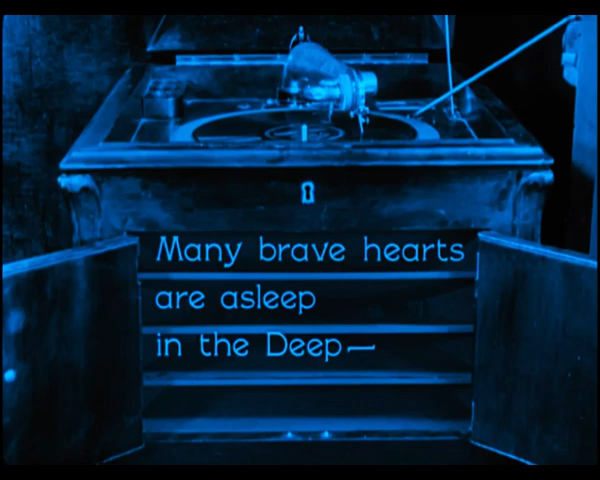 Many brave hearts
are asleep
in the Deep—